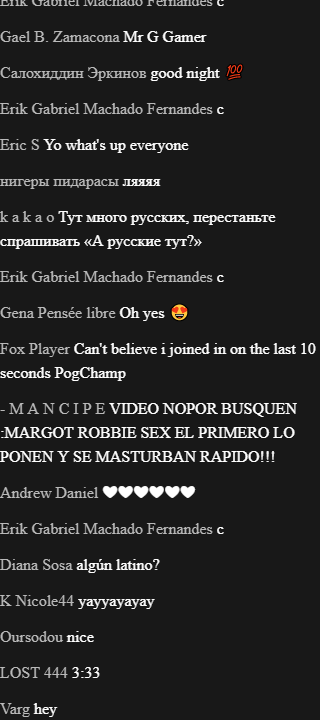 Erik Gabriel Machado Fernandes c
Gael B. Zamacona Mr G Gamer
Салохиддин Эркинов good night 💯
Erik Gabriel Machado Fernandes c
Eric S Yo what's up everyone
нигеры пидарасы ляяяя
k a k a o Тут много русских, перестаньте
спрашивать «А русские тут?»
Erik Gabriel Machado Fernandes c
Gena Pensée libre Oh yes 😍
Fox Player Can't believe i joined in on the last 10
seconds PogChamp
- M A N C I P E VIDEO NOPOR BUSQUEN
:MARGOT ROBBIE SEX EL PRIMERO LO
PONEN Y SE MASTURBAN RAPIDO!!!
Andrew Daniel 🤍🤍🤍🤍🤍🤍
Erik Gabriel Machado Fernandes c
Diana Sosa algún latino?
K Nicole44 yayyayayay
Oursodou nice
LOST 444 3:33
Varg hey